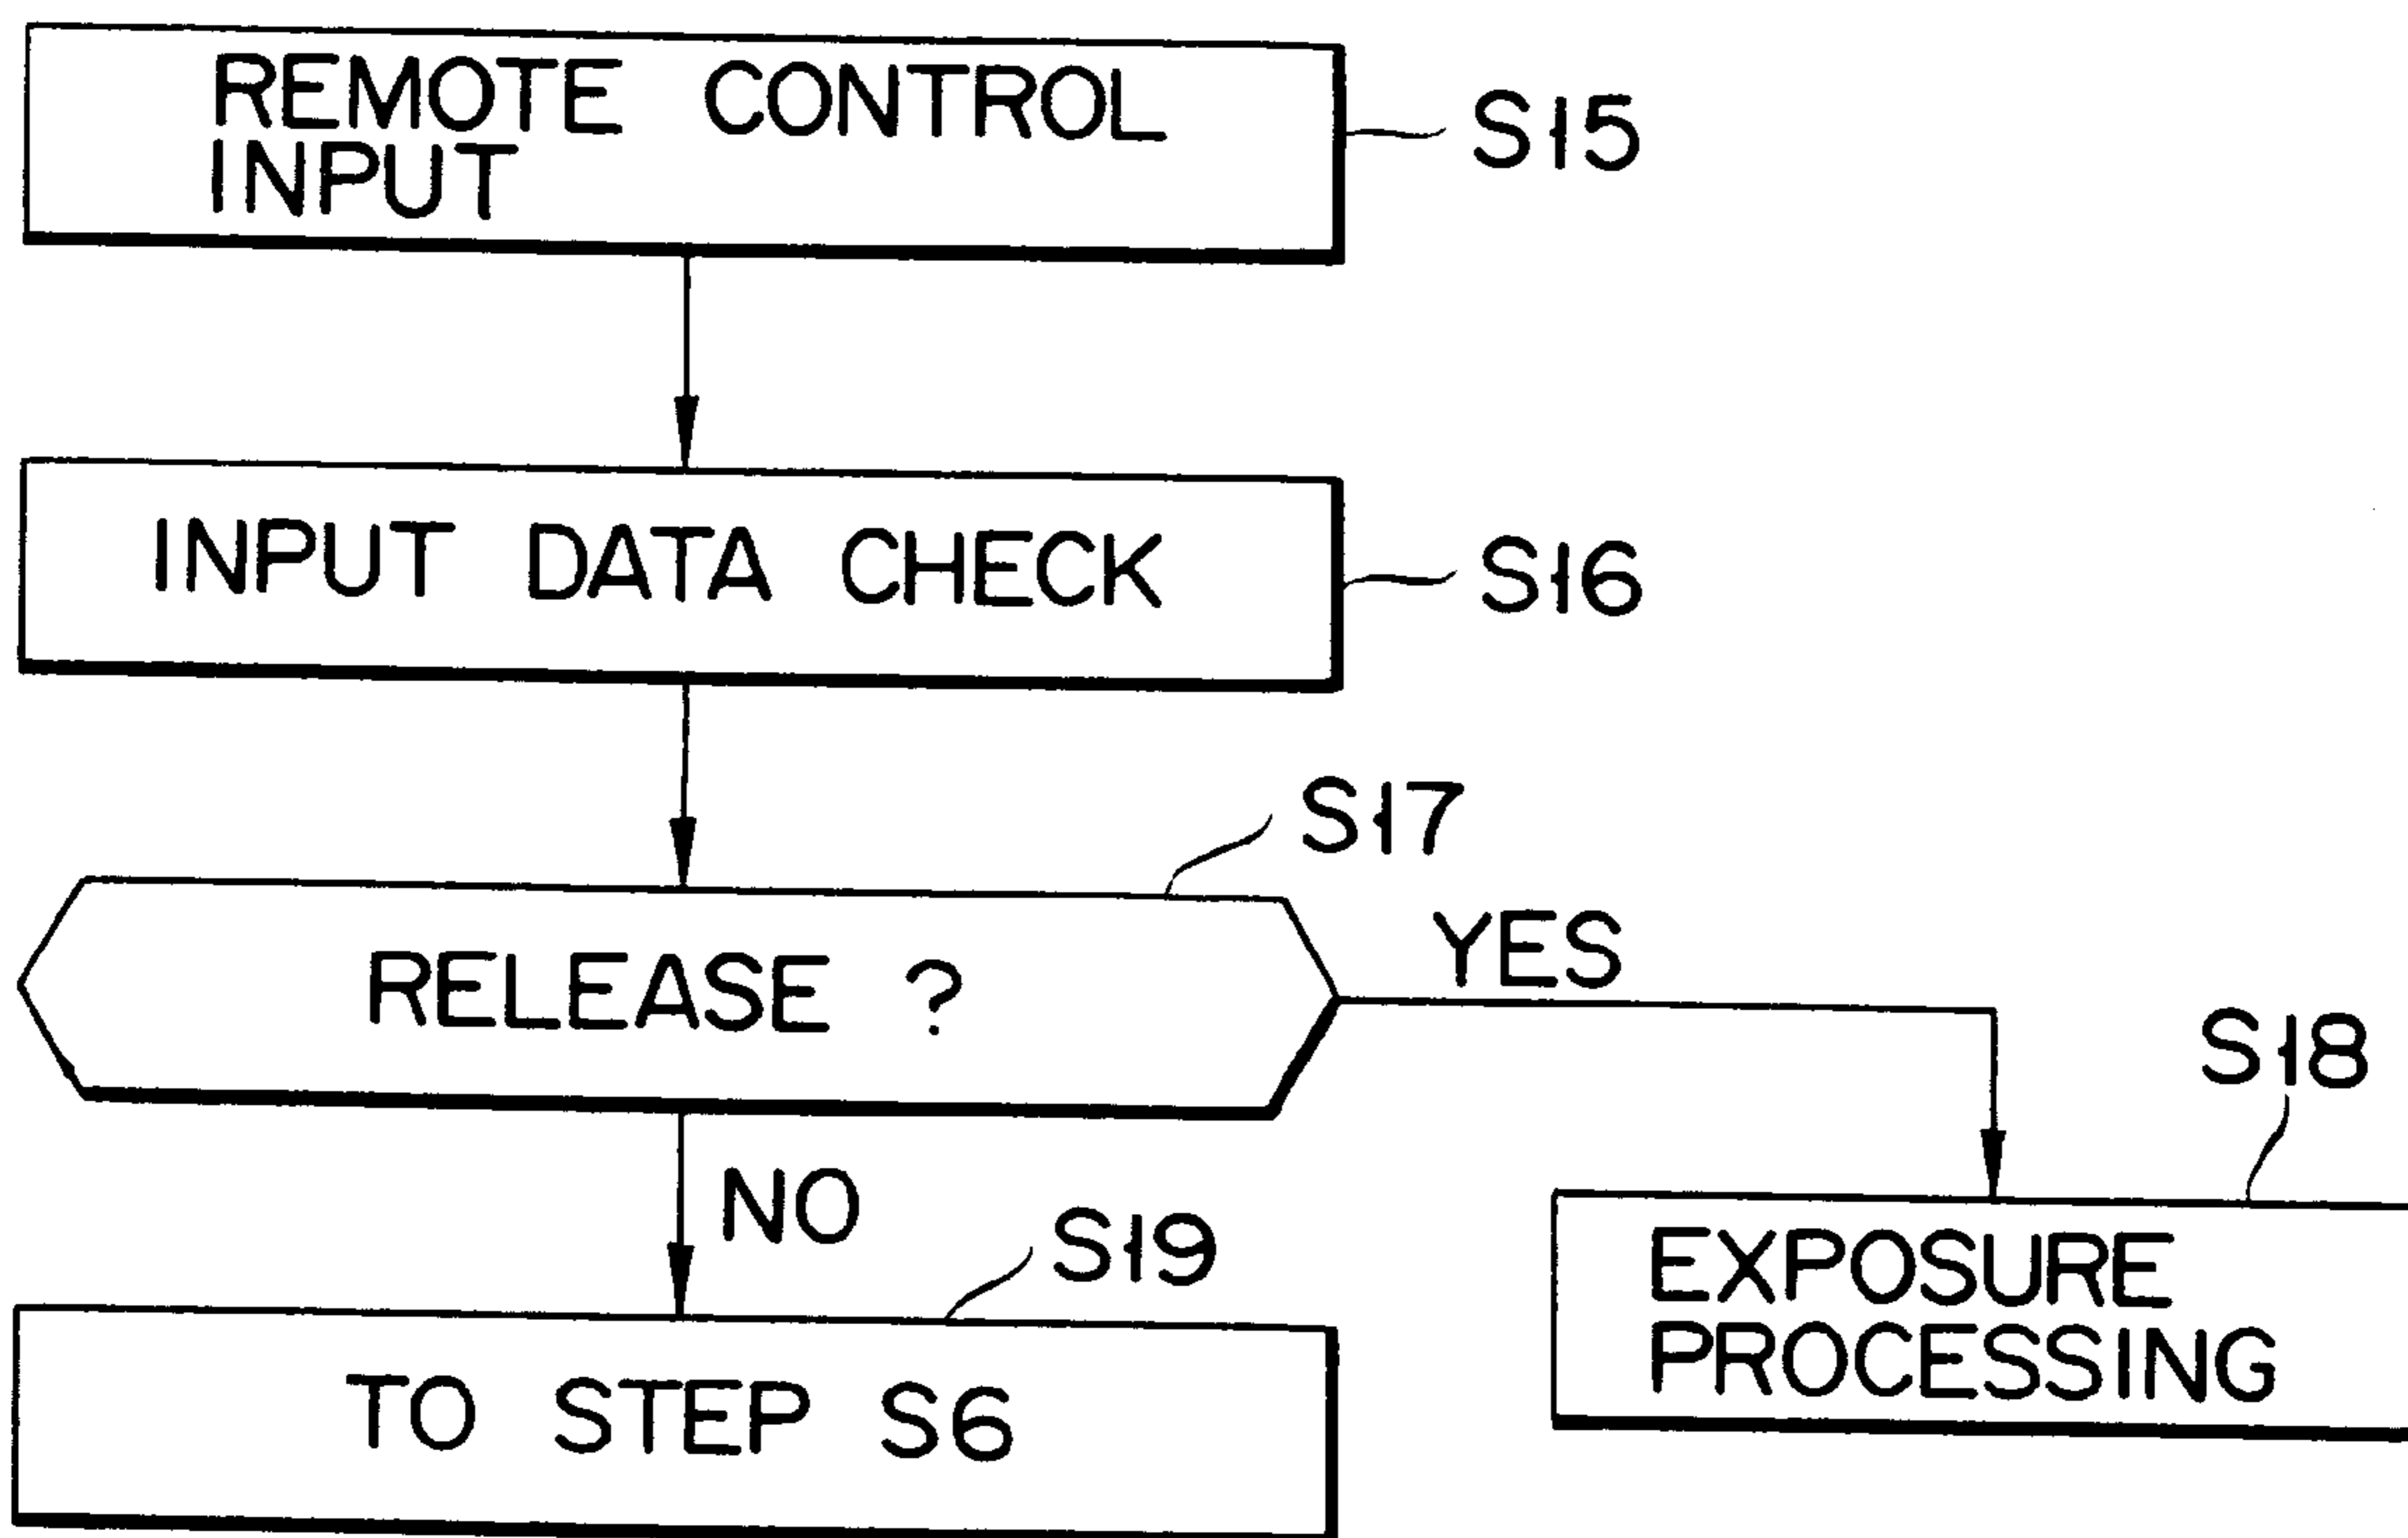 REMOTE CONTROL
INPUT
S15
INPUT DATA CHECK
S16
S17
RELEASE ?
YES
S18
NO
S19
EXPOSURE
PROCESSING
TO STEP S6